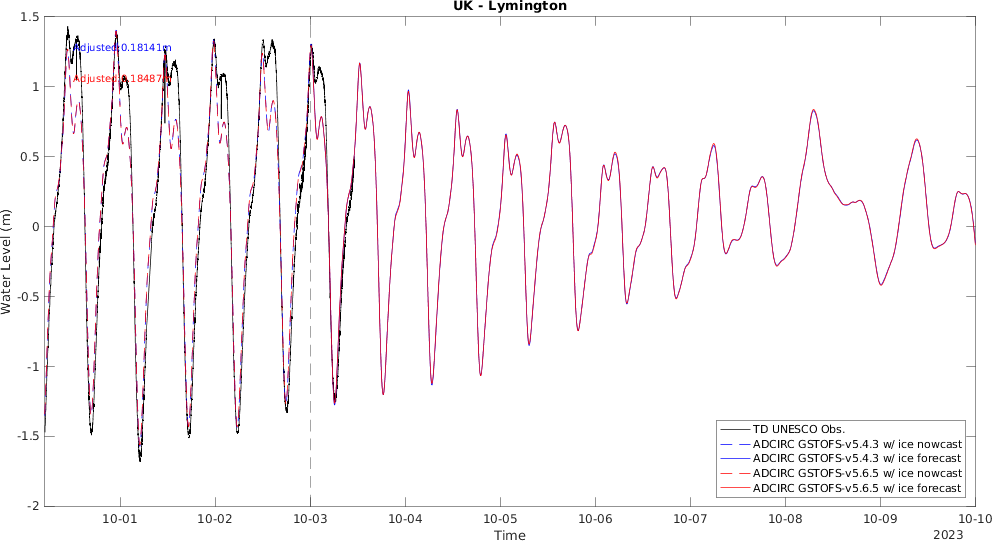 UK - Lymington
1.5
1
0.5
0
-0.5
-1
-1.5
-2
Water Level (m)
Adjusted:0.18141m
Adjusted:0.18487m
10-01
10-02
10-03
10-04
10-05
10-06
10-07
10-08
10-09
10-10
Time
2023
TD UNESCO Obs.
ADCIRC GSTOFS-v5.4.3 w/ ice nowcast
ADCIRC GSTOFS-v5.4.3 w/ ice forecast
ADCIRC GSTOFS-v5.6.5 w/ ice nowcast
ADCIRC GSTOFS-v5.6.5 w/ ice forecast